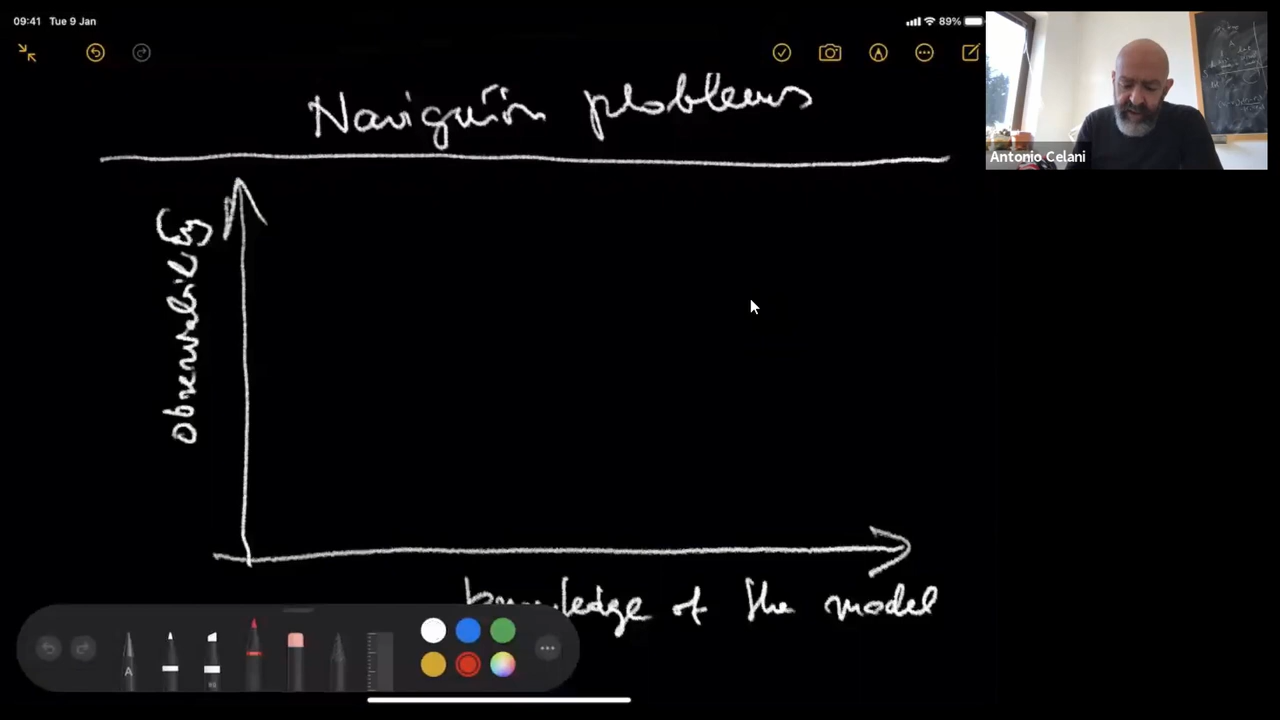 09:41 Tue 9 Jan
89%
Navigation problems
Antonio Celani
observability
knowledge of the model
A